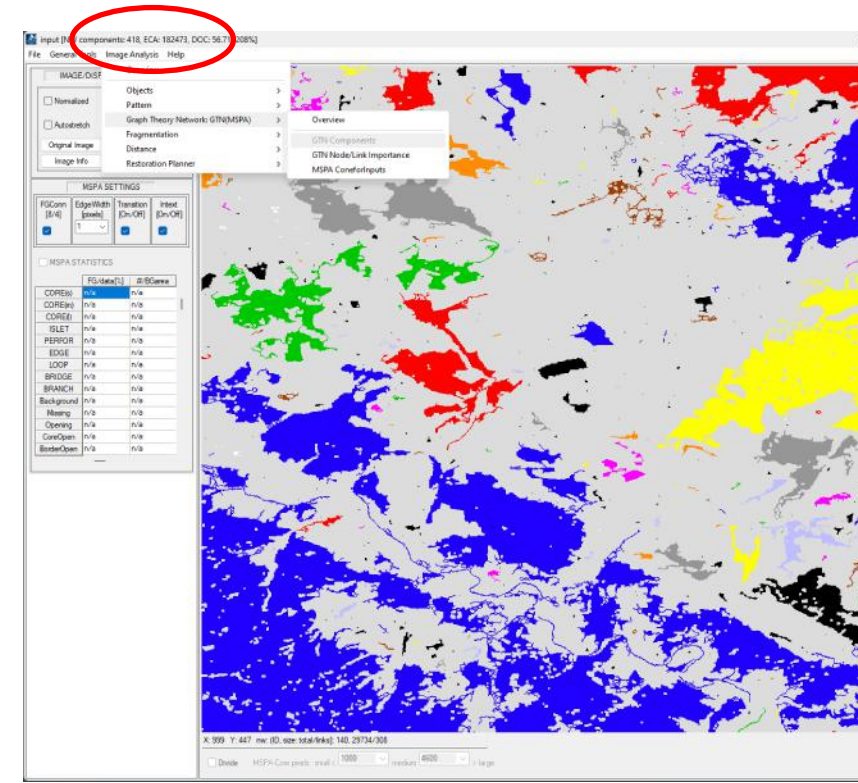 input [N components: 418, ECA: 182473, DOC: 56.71 208%]
File General Tools Image Analysis Help
Objects
Pattern
Graph Theory Network: GTN(MSPA)
Fragmentation
Distance
Restoration Planner
Overview
GTN Components
GTN Node/Link Importance
MSPA ConeforInputs
IMAGE/DISP
Normalized
Autostretch
Original Image
Image Info
MSPA SETTINGS
FGConn EdgeWidth Transition Intext
[8/4] [pixels] [On/Off] [On/Off]
1
MSPA STATISTICS
FG/data[%] #/BGarea
CORE(s) n/a n/a
CORE(m) n/a n/a
CORE(l) n/a n/a
ISLET n/a n/a
PERFOR n/a n/a
EDGE n/a n/a
LOOP n/a n/a
BRIDGE n/a n/a
BRANCH n/a n/a
Background n/a n/a
Missing n/a n/a
Opening n/a n/a
CoreOpen n/a n/a
BorderOpen n/a n/a
X: 999 Y: 447 nw: (ID, size: total/links): 140, 29734/308
Divide MSPA-Core pixels: small ≤ 1000 medium 4600 > large